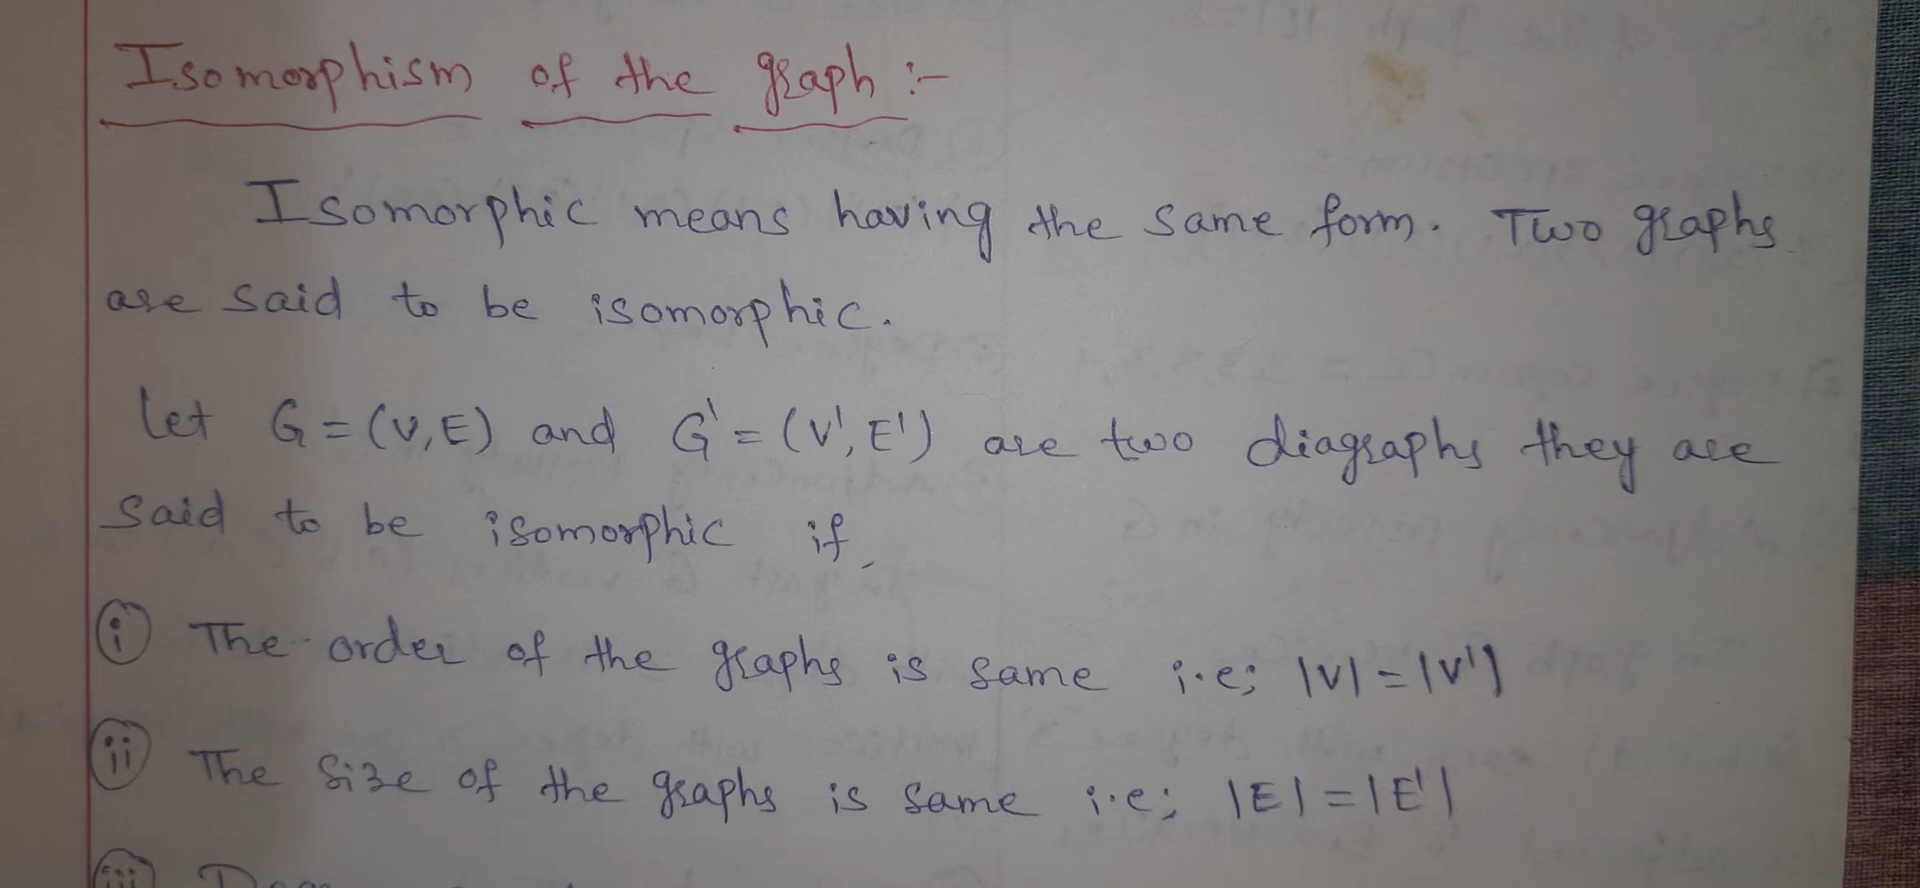 Isomorphism of the graph :-
Isomorphic means having the same form. Two graphs
are said to be isomorphic.
Let G = (V, E) and G' = (V', E') are two diagraphs they are
said to be isomorphic if,
(i) The order of the graphs is same i.e; |V| = |V'|
(ii) The size of the graphs is same i.e; |E| = |E'|
(iii)